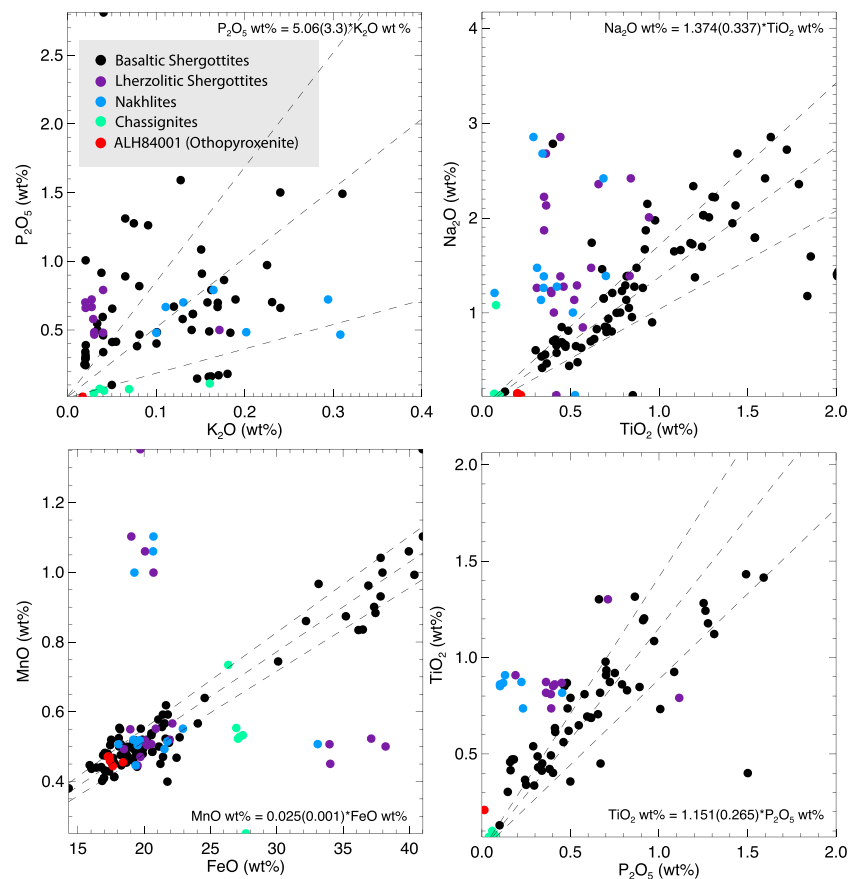 P₂O₅ wt% = 5.06(3.3)*K₂O wt %
Basaltic Shergottites
Lherzolitic Shergottites
Nakhlites
Chassignites
ALH84001 (Othopyroxenite)
2.5
2.0
1.5
1.0
0.5
0.0
0.1
0.2
0.3
0.4
P₂O₅ (wt%)
K₂O (wt%)
Na₂O wt% = 1.374(0.337)*TiO₂ wt%
4
3
2
1
0
0.0
0.5
1.0
1.5
2.0
Na₂O (wt%)
TiO₂ (wt%)
1.2
1.0
0.8
0.6
0.4
15
20
25
30
35
40
MnO (wt%)
MnO wt% = 0.025(0.001)*FeO wt%
FeO (wt%)
2.0
1.5
1.0
0.5
0.0
0.5
1.0
1.5
2.0
TiO₂ (wt%)
TiO₂ wt% = 1.151(0.265)*P₂O₅ wt%
P₂O₅ (wt%)